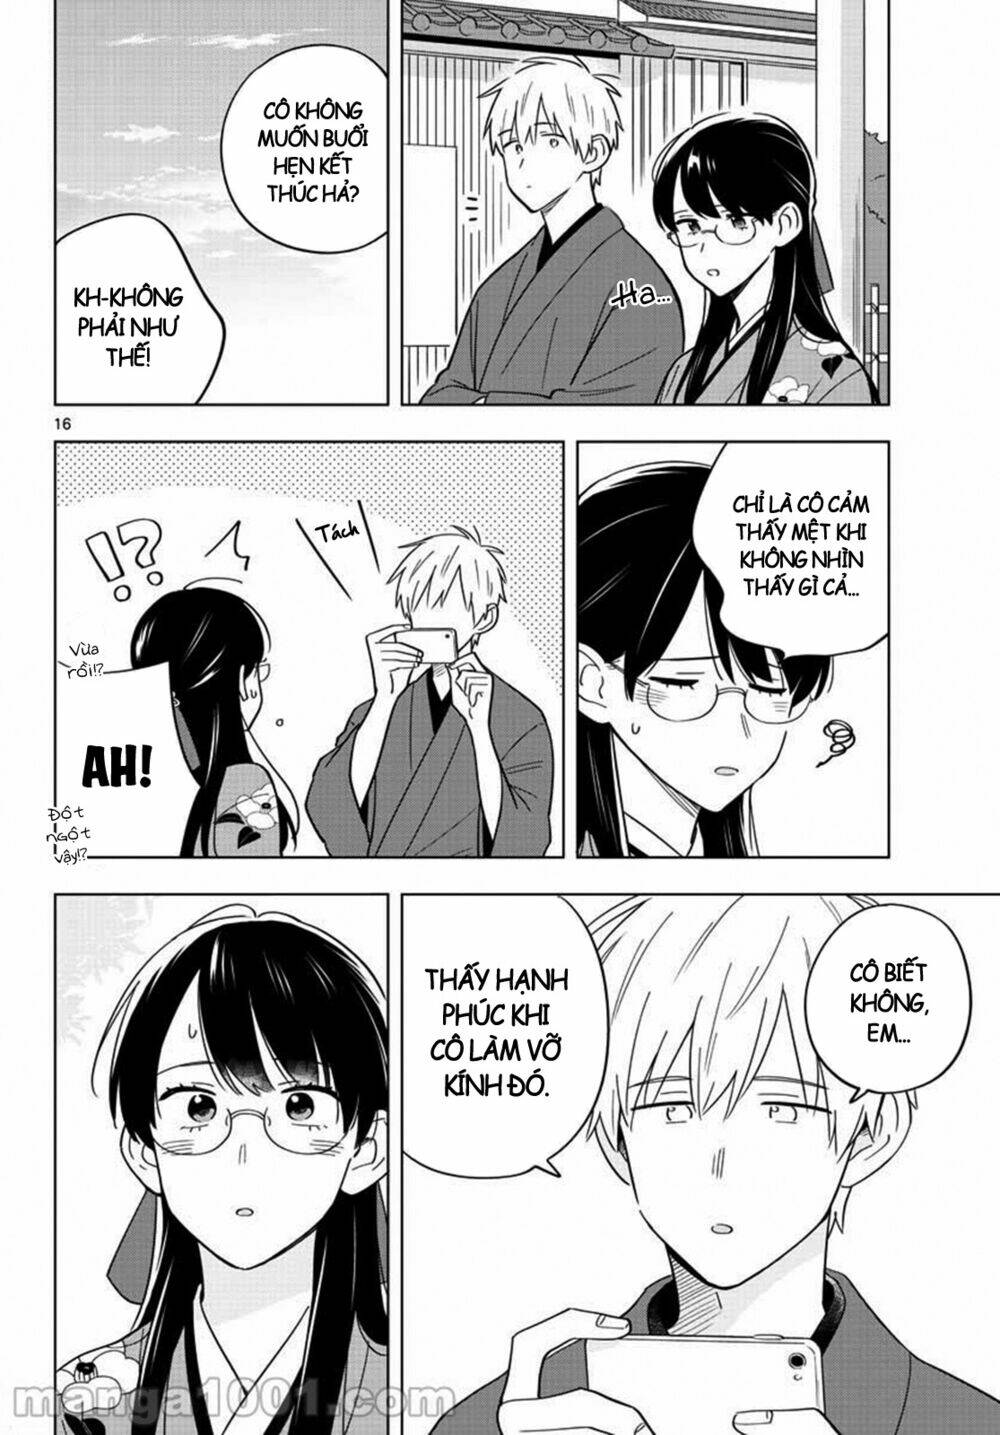 Ha...
CÔ KHÔNG
MUỐN BUỔI
HẸN KẾT
THÚC HẢ?
KH-KHÔNG
PHẢI NHƯ
THẾ!
16
CHỈ LÀ CÔ CẢM
THẤY MỆT KHI
KHÔNG NHÌN
THẤY GÌ CẢ...
Tách
!?
Vừa
rồi!?
AH!
Đột
ngột
vậy!?
CÔ BIẾT
KHÔNG,
EM...
THẤY HẠNH
PHÚC KHI
CÔ LÀM VỠ
KÍNH ĐÓ.
manga1001.com